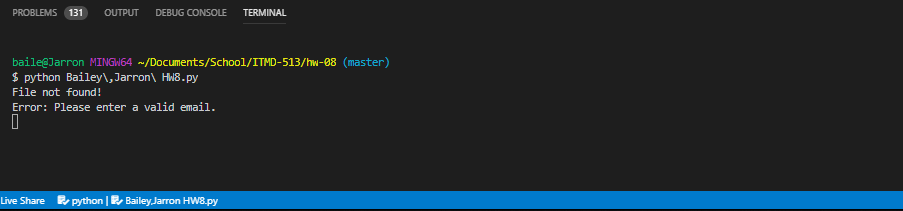 PROBLEMS 131 OUTPUT DEBUG CONSOLE TERMINAL
baile@Jarron MINGW64 ~/Documents/School/ITMD-513/hw-08 (master)
$ python Bailey\,Jarron\ HW8.py
File not found!
Error: Please enter a valid email.
Live Share python | Bailey,Jarron HW8.py